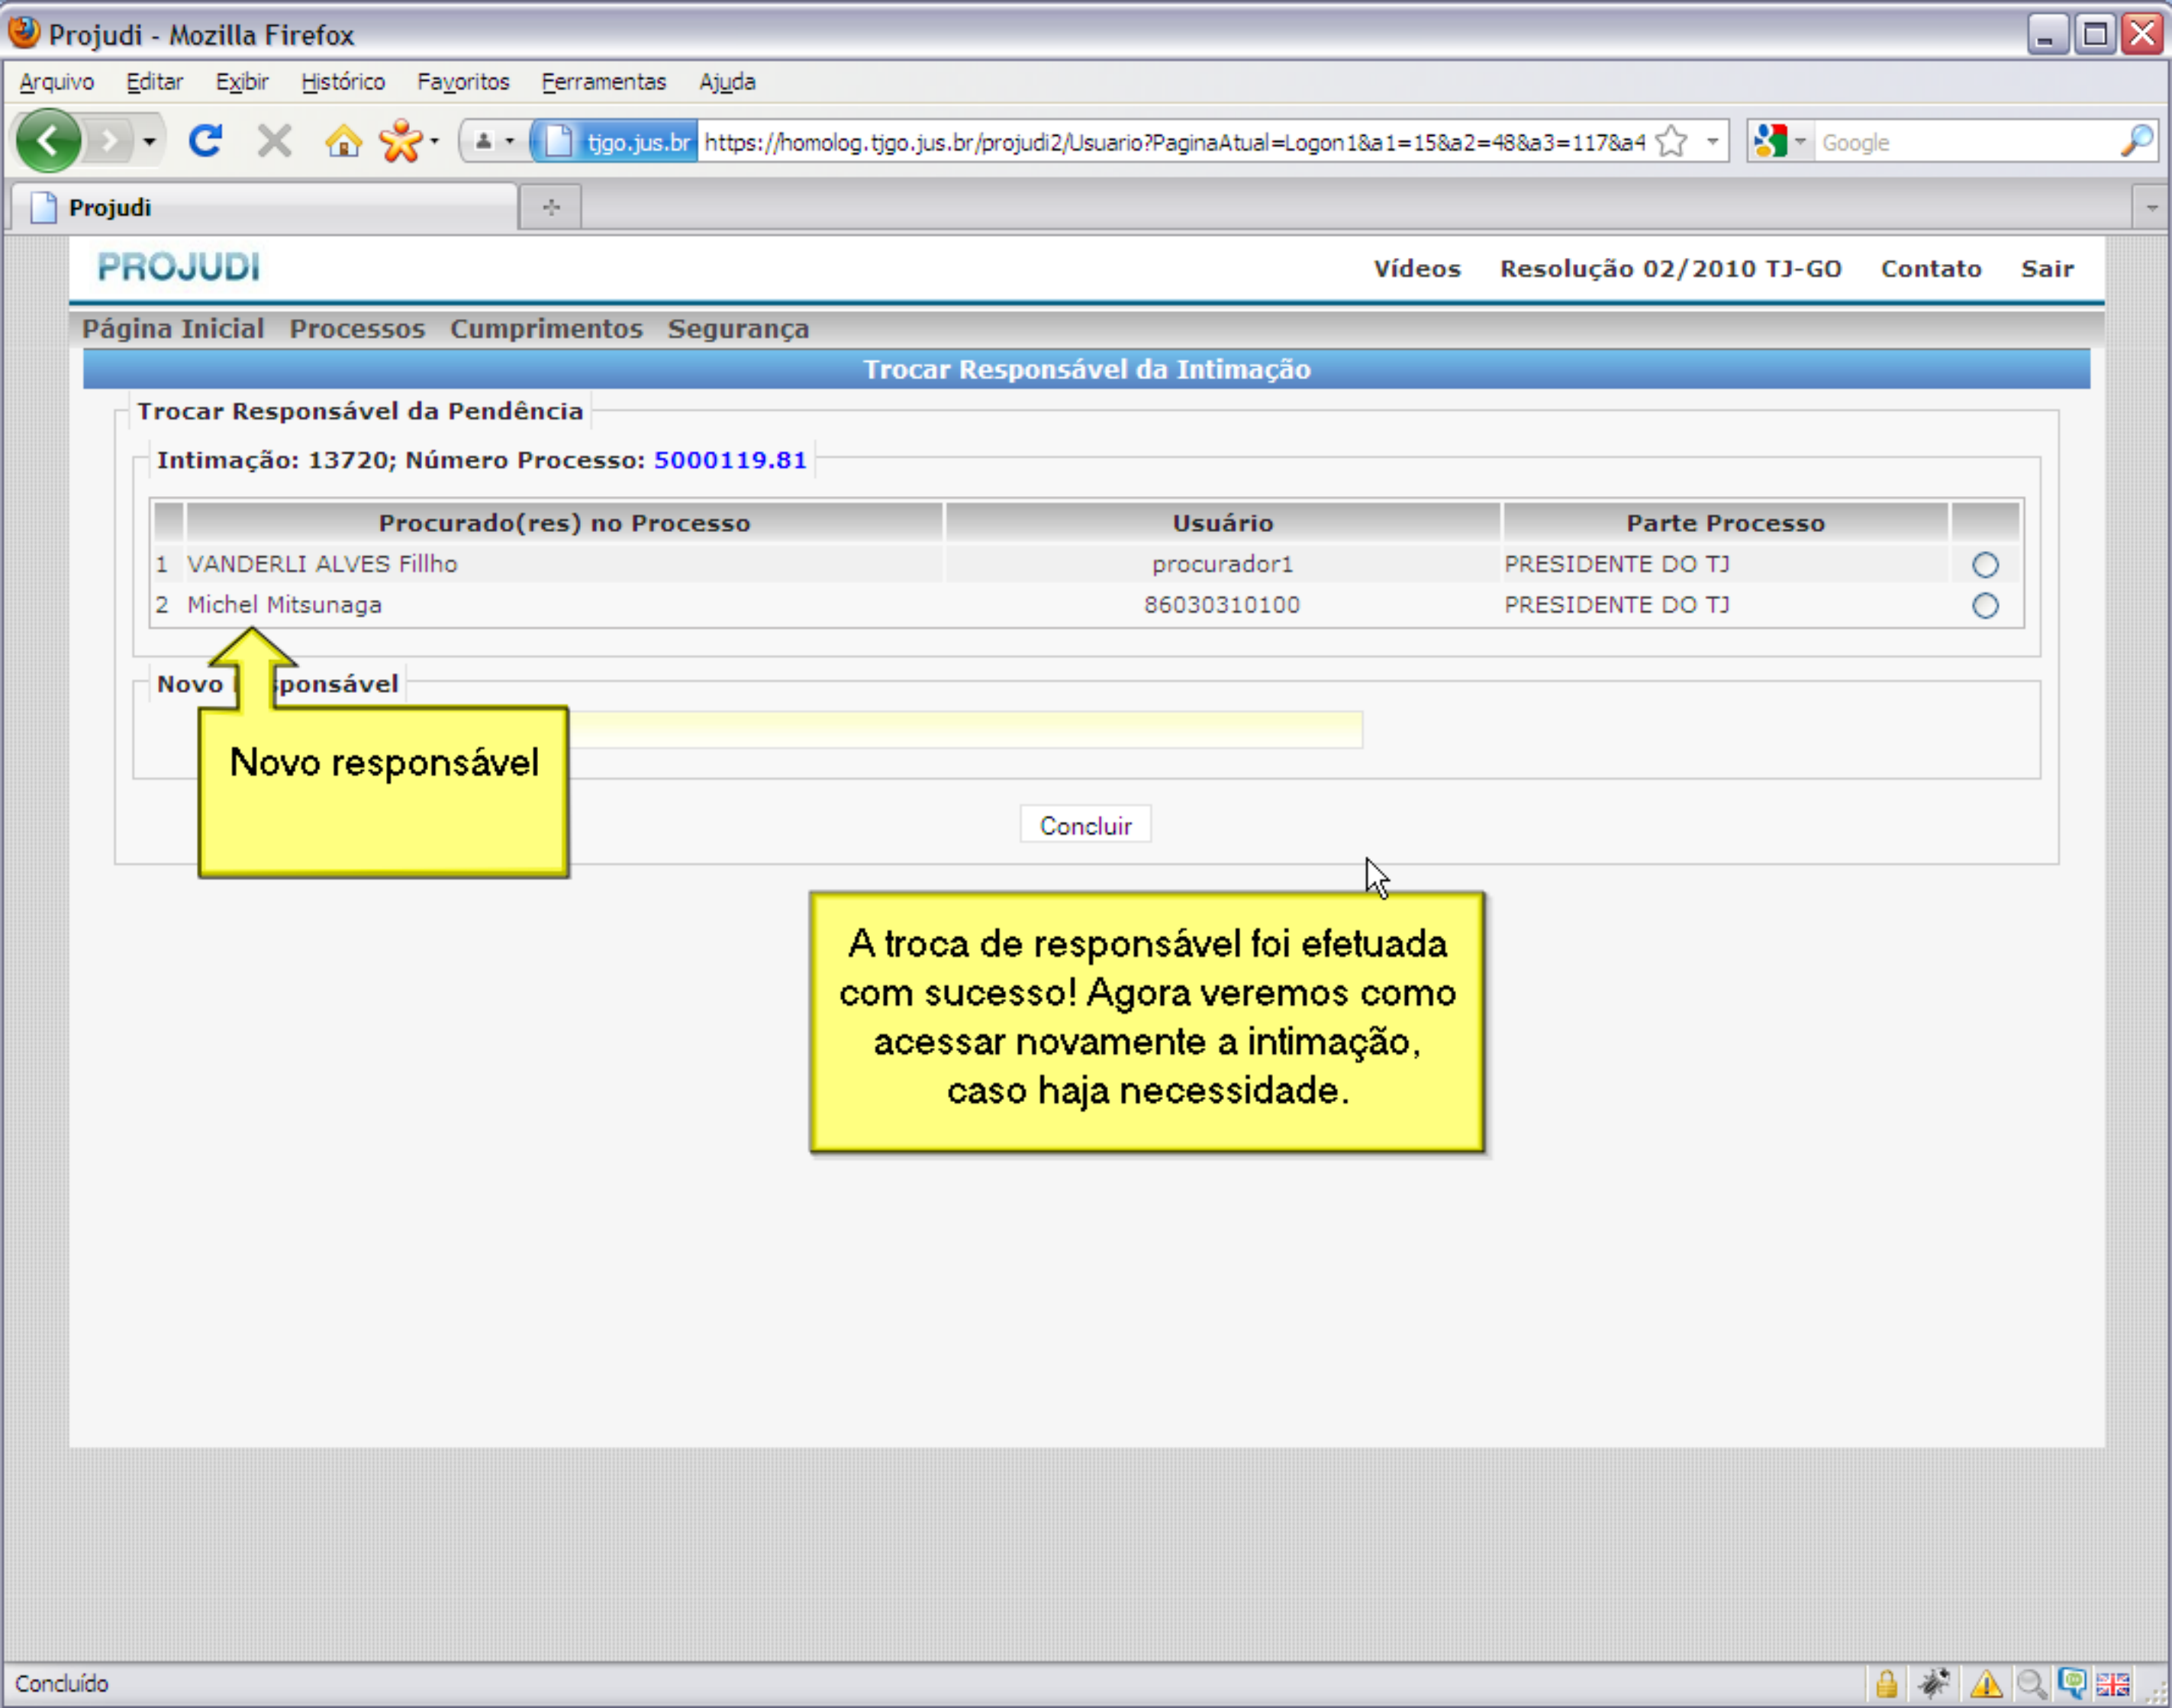 Projudi - Mozilla Firefox
Arquivo Editar Exibir Histórico Favoritos Ferramentas Ajuda
tjgo.jus.br https://homolog.tjgo.jus.br/projudi2/Usuario?PaginaAtual=Logon1&a1=15&a2=48&a3=117&a4 Google
Projudi
PROJUDI Vídeos Resolução 02/2010 TJ-GO Contato Sair
Página Inicial Processos Cumprimentos Segurança
Trocar Responsável da Intimação
Trocar Responsável da Pendência
Intimação: 13720; Número Processo: 5000119.81
Procurado(res) no Processo Usuário Parte Processo
1 VANDERLI ALVES Fillho procurador1 PRESIDENTE DO TJ
2 Michel Mitsunaga 86030310100 PRESIDENTE DO TJ
Novo sponsável
Novo responsável
Concluir
A troca de responsável foi efetuada
com sucesso! Agora veremos como
acessar novamente a intimação,
caso haja necessidade.
Concluído